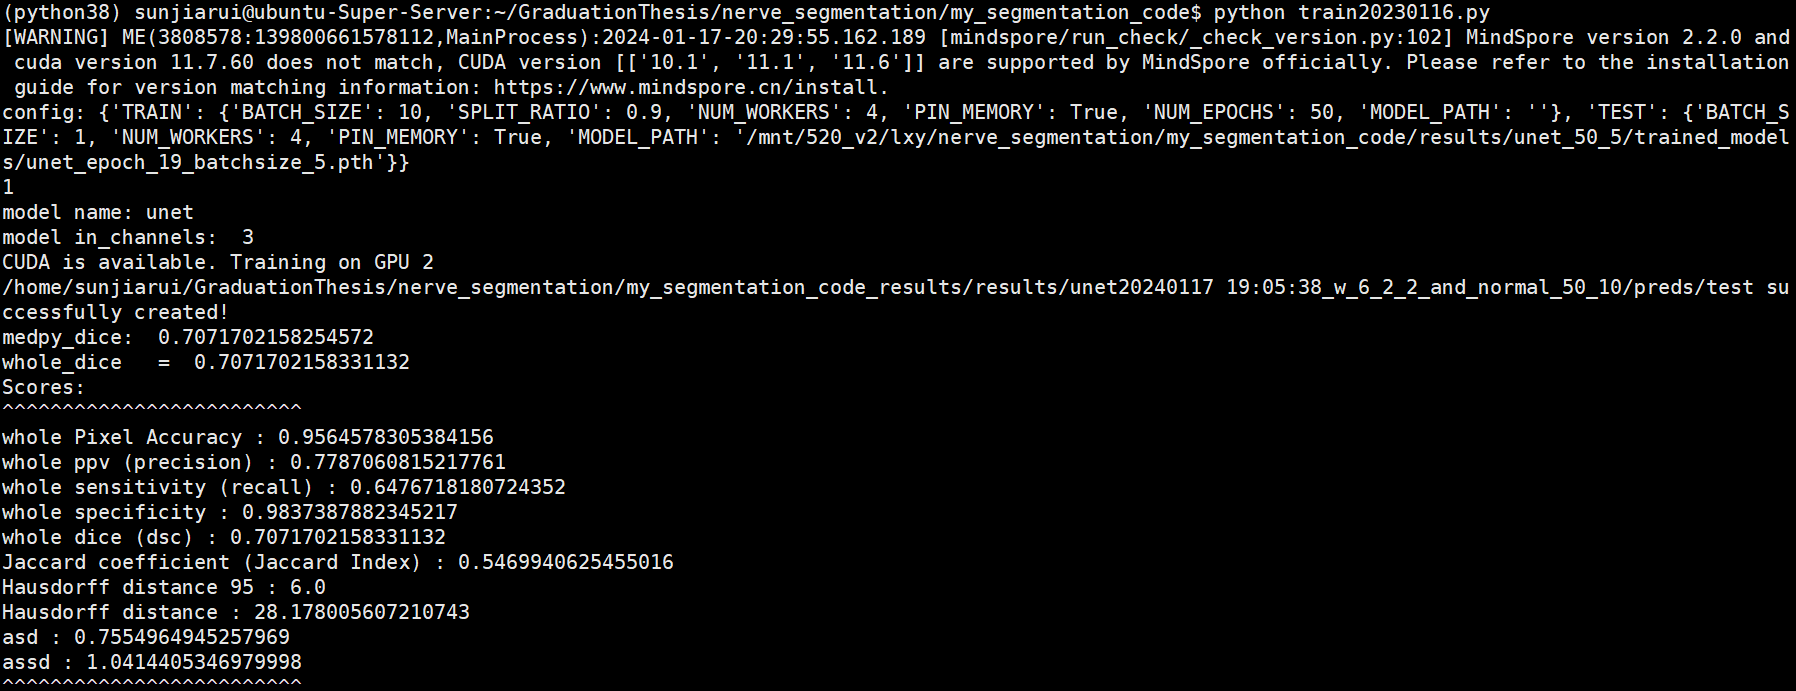 (python38) sunjiarui@ubuntu-Super-Server:~/GraduationThesis/nerve_segmentation/my_segmentation_code$ python train20230116.py
[WARNING] ME(3808578:139800661578112,MainProcess):2024-01-17-20:29:55.162.189 [mindspore/run_check/_check_version.py:102] MindSpore version 2.2.0 and
 cuda version 11.7.60 does not match, CUDA version [['10.1', '11.1', '11.6']] are supported by MindSpore officially. Please refer to the installation
 guide for version matching information: https://www.mindspore.cn/install.
config: {'TRAIN': {'BATCH_SIZE': 10, 'SPLIT_RATIO': 0.9, 'NUM_WORKERS': 4, 'PIN_MEMORY': True, 'NUM_EPOCHS': 50, 'MODEL_PATH': ''}, 'TEST': {'BATCH_S
IZE': 1, 'NUM_WORKERS': 4, 'PIN_MEMORY': True, 'MODEL_PATH': '/mnt/520_v2/lxy/nerve_segmentation/my_segmentation_code/results/unet_50_5/trained_model
s/unet_epoch_19_batchsize_5.pth'}}
1
model name: unet
model in_channels:  3
CUDA is available. Training on GPU 2
/home/sunjiarui/GraduationThesis/nerve_segmentation/my_segmentation_code_results/results/unet20240117 19:05:38_w_6_2_2_and_normal_50_10/preds/test su
ccessfully created!
medpy_dice:  0.7071702158254572
whole_dice   =  0.7071702158331132
Scores:
^^^^^^^^^^^^^^^^^^^^^^^^^
whole Pixel Accuracy : 0.9564578305384156
whole ppv (precision) : 0.7787060815217761
whole sensitivity (recall) : 0.6476718180724352
whole specificity : 0.9837387882345217
whole dice (dsc) : 0.7071702158331132
Jaccard coefficient (Jaccard Index) : 0.5469940625455016
Hausdorff distance 95 : 6.0
Hausdorff distance : 28.178005607210743
asd : 0.7554964945257969
assd : 1.0414405346979998
^^^^^^^^^^^^^^^^^^^^^^^^^